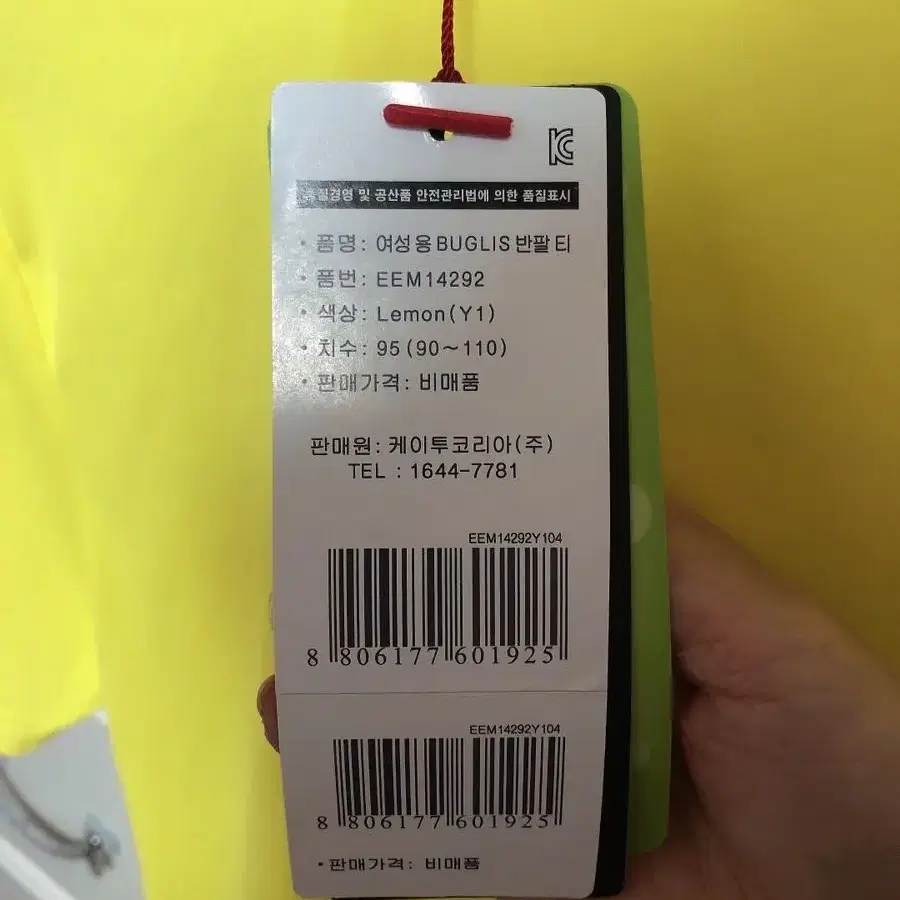 품질경영 및 공산품 안전관리법에 의한 품질표시
• 품명: 여성용 BUGLIS 반팔 티
• 품번: EEM14292
• 색상: Lemon(Y1)
• 치수: 95(90~110)
• 판매가격: 비매품
판매원: 케이투코리아(주)
TEL : 1644-7781
EEM14292Y104
8 806177 601925
EEM14292Y104
8 806177 601925
• 판매가격: 비매품